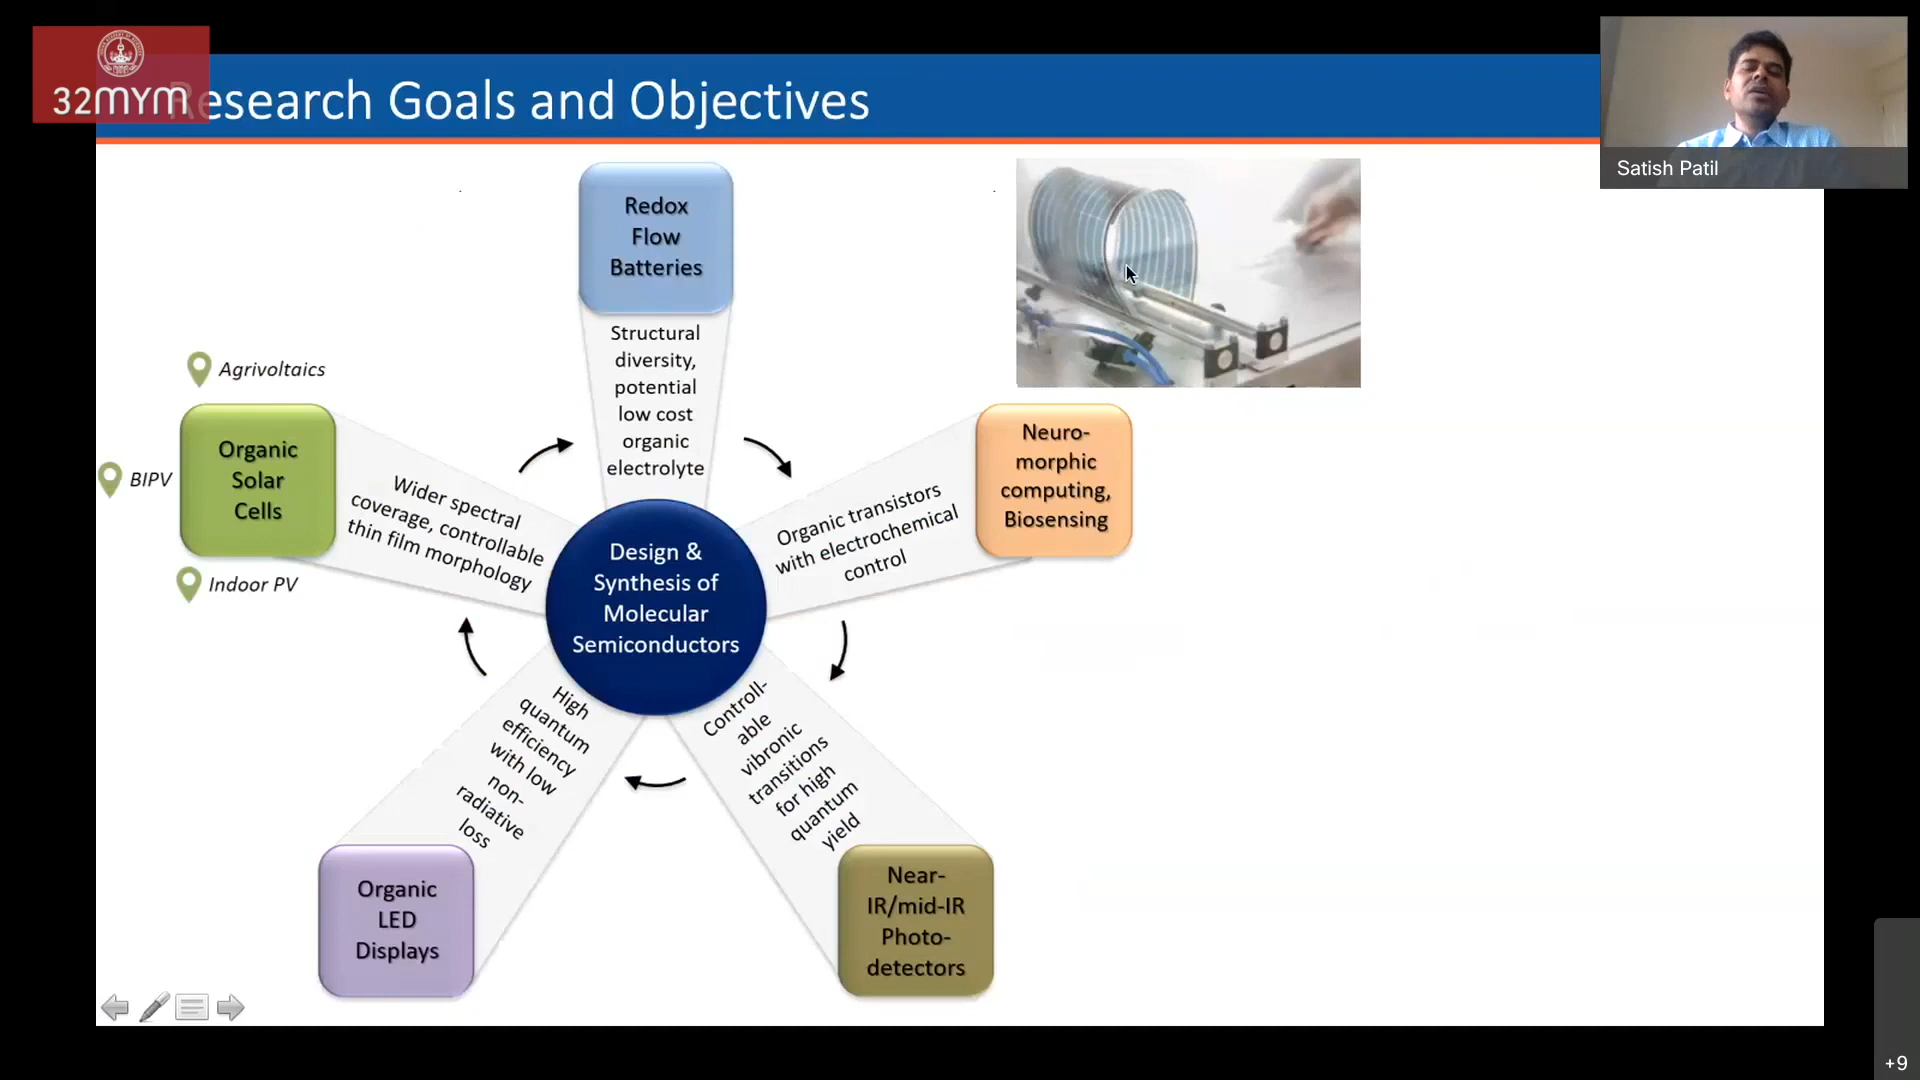 32mym
Research Goals and Objectives
Satish Patil
Redox
Flow
Batteries
Structural
diversity,
potential
low cost
organic
electrolyte
Agrivoltaics
Organic
Solar
Cells
BIPV
Indoor PV
Wider spectral
coverage, controllable
thin film morphology
Neuro-
morphic
computing,
Biosensing
Organic transistors
with electrochemical
control
Design &
Synthesis of
Molecular
Semiconductors
High
quantum
efficiency
with low
non-
radiative
loss
Controll-
able
vibronic
transitions
for high
quantum
yield
Organic
LED
Displays
Near-
IR/mid-IR
Photo-
detectors
+9